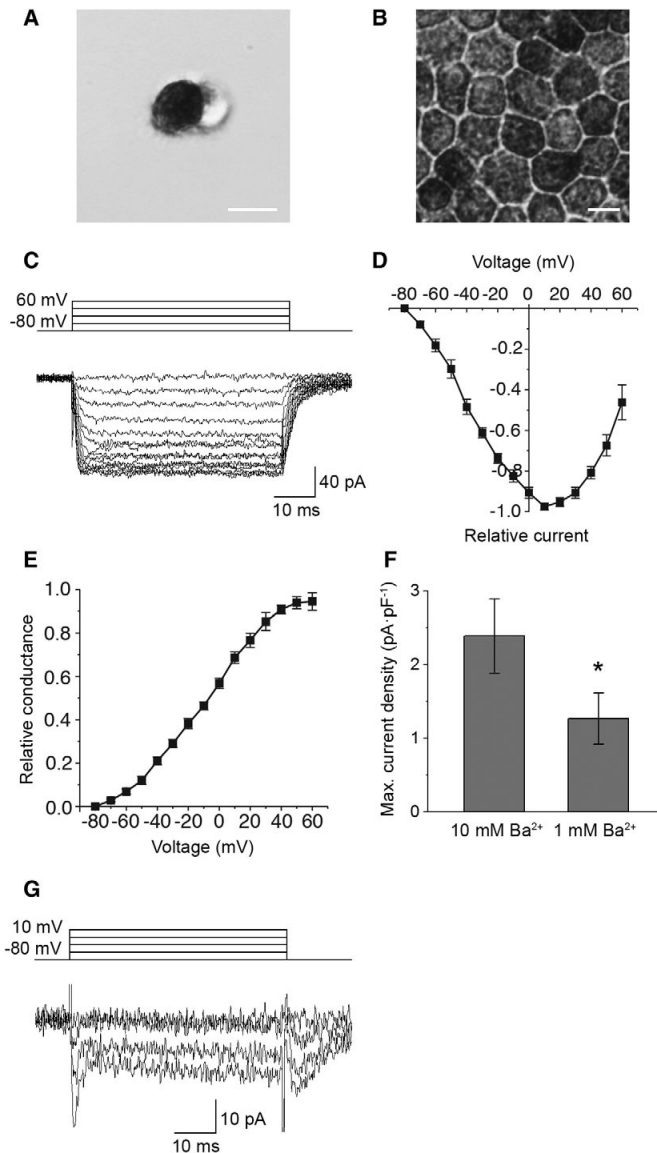 A
B
C
60 mV
-80 mV
40 pA
10 ms
D
Voltage (mV)
-80 -60 -40 -20 0 20 40 60
-0.2
-0.4
-0.6
-0.8
-1.0
Relative current
E
Relative conductance
1.0
0.8
0.6
0.4
0.2
0.0
-80 -60 -40 -20 0 20 40 60
Voltage (mV)
F
Max. current density (pA·pF⁻¹)
3
2
1
0
*
10 mM Ba²⁺ 1 mM Ba²⁺
G
10 mV
-80 mV
10 pA
10 ms